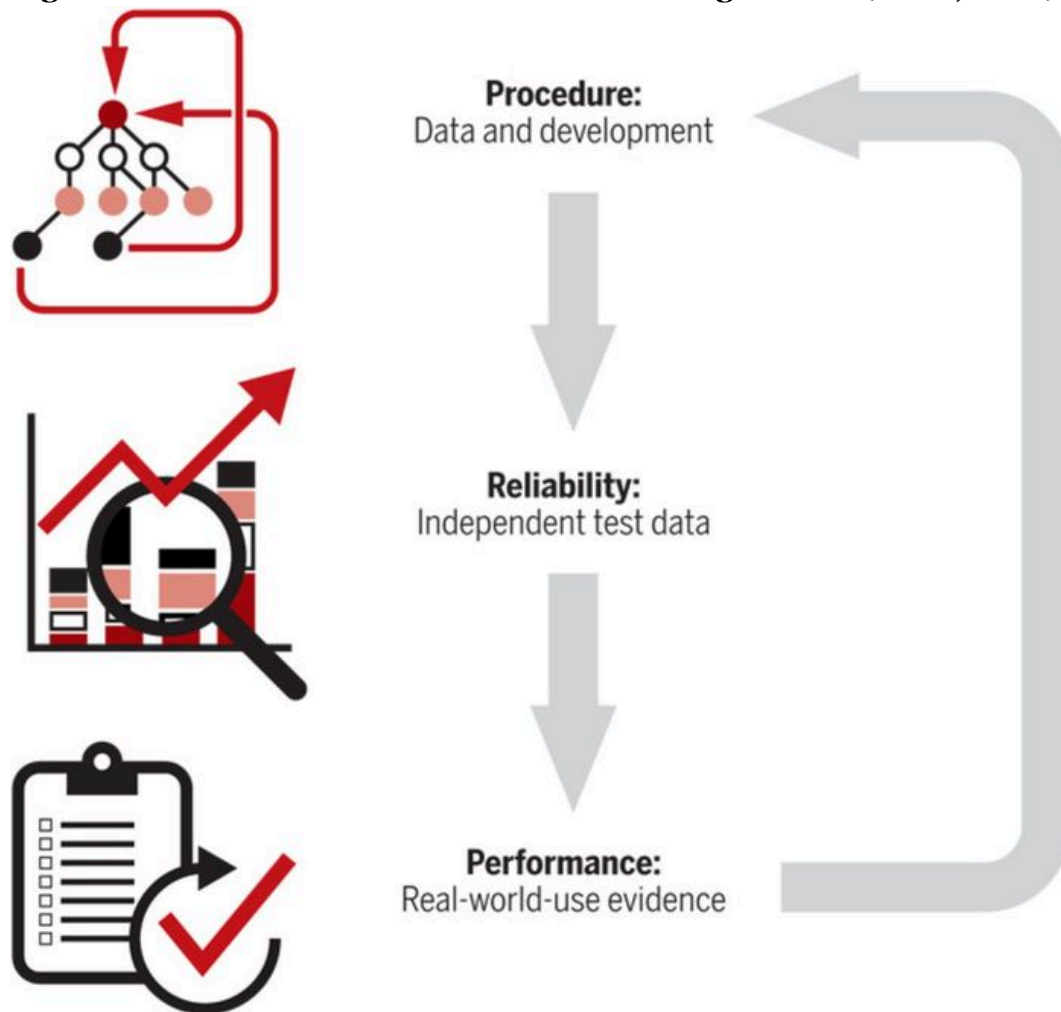 Procedure:
Data and development
Reliability:
Independent test data
Performance:
Real-world-use evidence